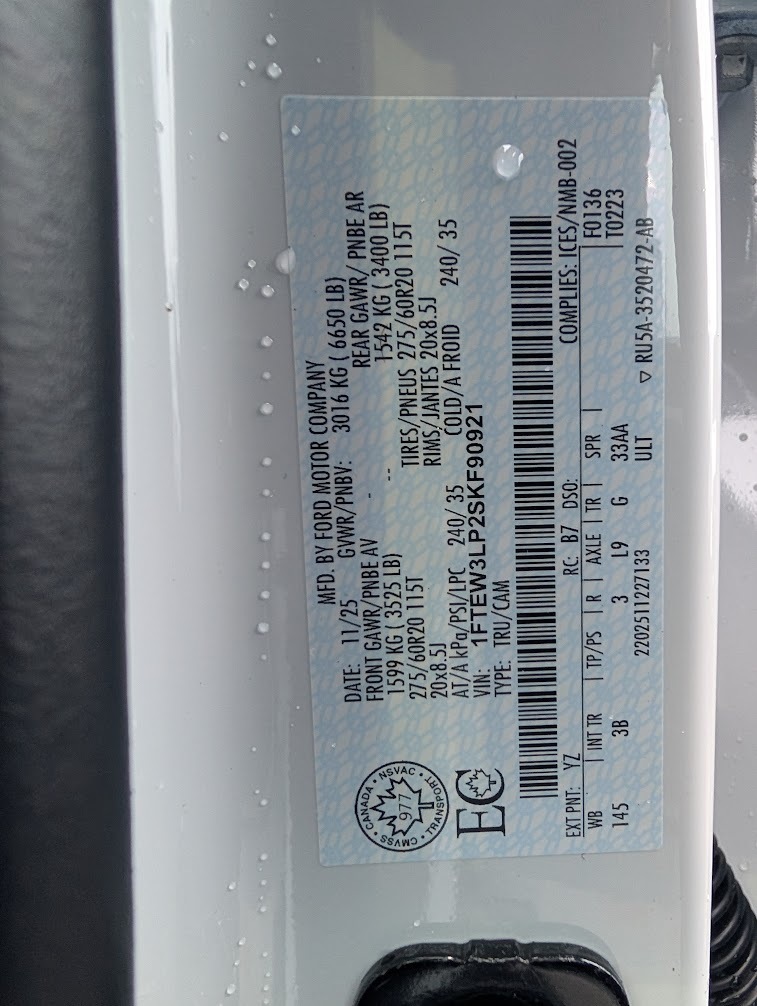 MFD. BY FORD MOTOR COMPANY
DATE: 11/25 GVWR/PNBV: 3016 KG ( 6650 LB)
FRONT GAWR/PNBE AV REAR GAWR/ PNBE AR
1599 KG ( 3525 LB) - -- 1542 KG ( 3400 LB)
275/60R20 115T TIRES/PNEUS 275/60R20 115T
20x8.5J RIMS/JANTES 20x8.5J
AT/A kPa/PSI/LPC 240/ 35 COLD/A FROID 240/ 35
VIN: 1FTEW3LP2SKF90921
TYPE: TRU/CAM
CANADA • NSVAC • TRANSPORT • CMVSS •
977
EC
COMPLIES: ICES/NMB-002
EXT PNT: YZ RC: B7 DSO: F0136
WB | INT TR | TP/PS | R | AXLE | TR | SPR | T0223
145 3B 3 L9 G 33AA
2202511227133 ULT ▽ RU5A-3520472-AB